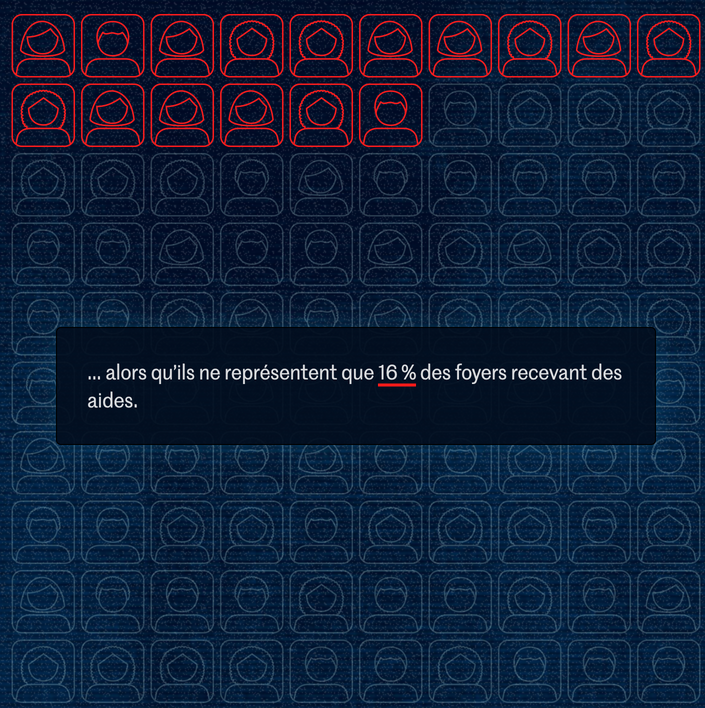 ... alors qu’ils ne représentent que 16 % des foyers recevant des
aides.